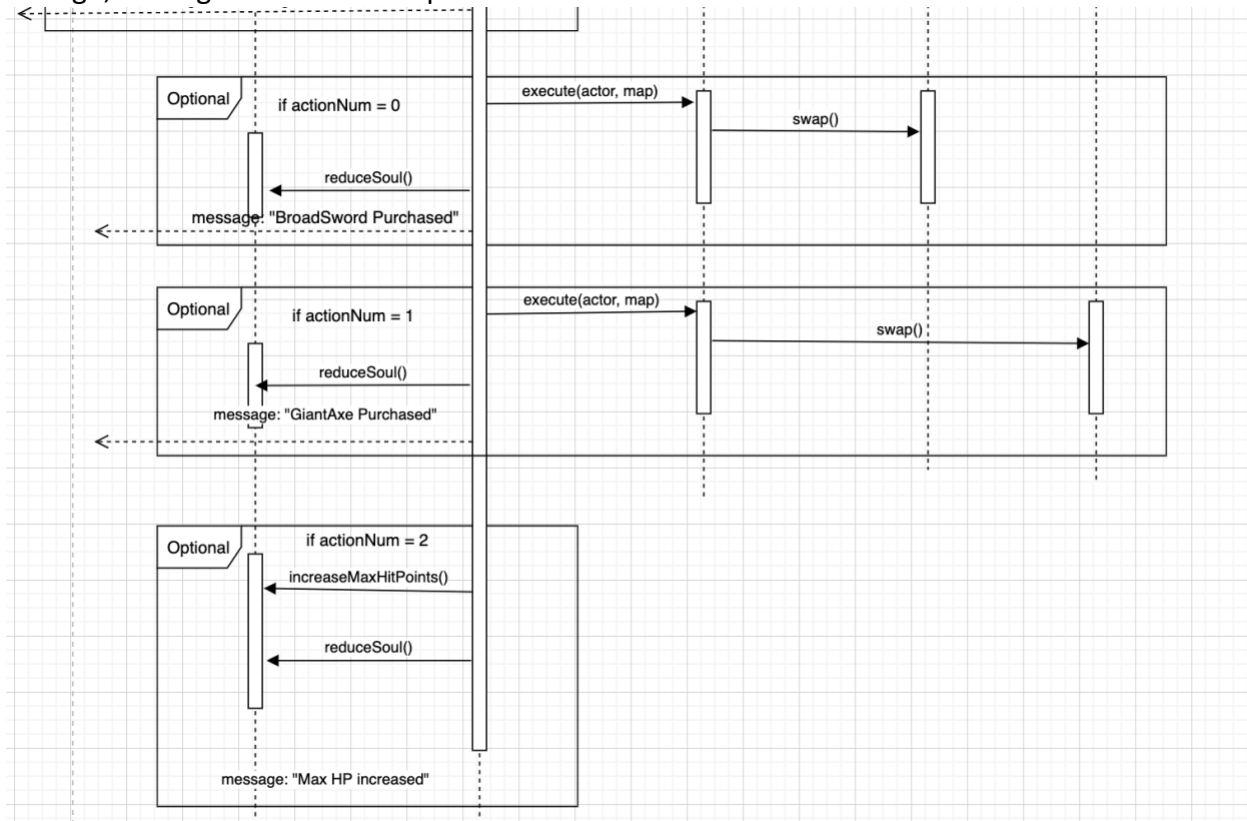 execute(actor, map)
Optional
if actionNum = 0
swap()
reduceSoul()
message: "BroadSword Purchased"
execute(actor, map)
Optional
if actionNum = 1
swap()
reduceSoul()
message: "GiantAxe Purchased"
if actionNum = 2
Optional
increaseMaxHitPoints()
reduceSoul()
message: "Max HP increased"